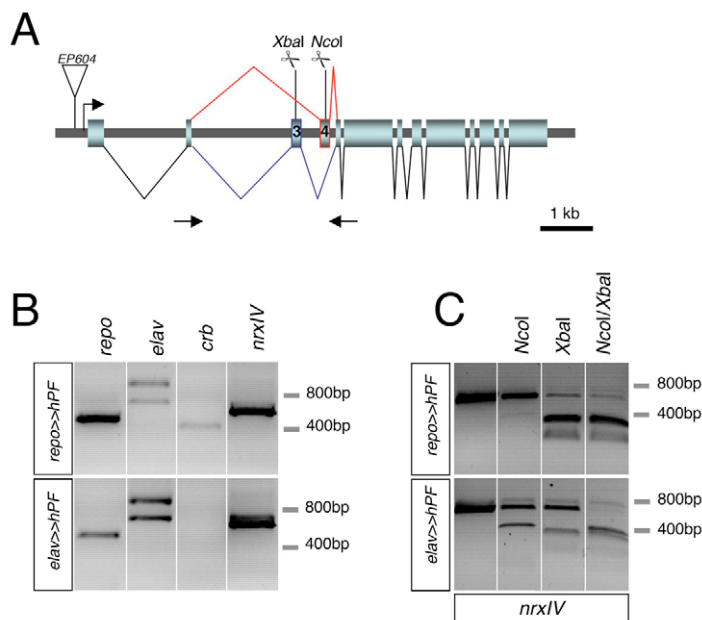 A
EP604
XbaI NcoI
3 4
1 kb
B
repo elav crb nrxIV
repo>>hPF
800bp
400bp
elav>>hPF
800bp
400bp
C
NcoI XbaI NcoI/XbaI
repo>>hPF
800bp
400bp
elav>>hPF
800bp
400bp
nrxIV